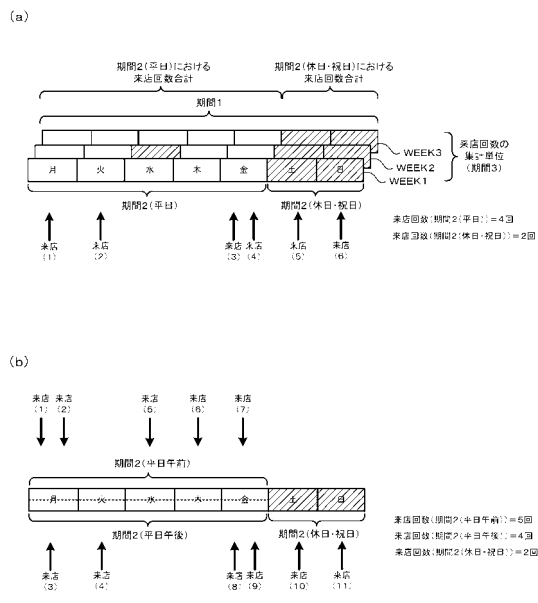 (a)
期間2(平日)における
来店回数合計
期間2(休日・祝日)における
来店回数合計
期間1
WEEK3
WEEK2
WEEK1
来店回数の
集計単位
(期間3)
月 火 水 木 金 土 日
期間2(平日)
期間2(休日・祝日)
来店
(1)
来店
(2)
来店
(3)
来店
(4)
来店
(5)
来店
(6)
来店回数(期間2(平日))=4回
来店回数(期間2(休日・祝日))=2回
(b)
来店
(1)
来店
(2)
来店
(5)
来店
(6)
来店
(7)
期間2(平日午前)
月 火 水 木 金 土 日
期間2(平日午後)
期間2(休日・祝日)
来店
(3)
来店
(4)
来店
(8)
来店
(9)
来店
(10)
来店
(11)
来店回数(期間2(平日午前))=5回
来店回数(期間2(平日午後))=4回
来店回数(期間2(休日・祝日))=2回